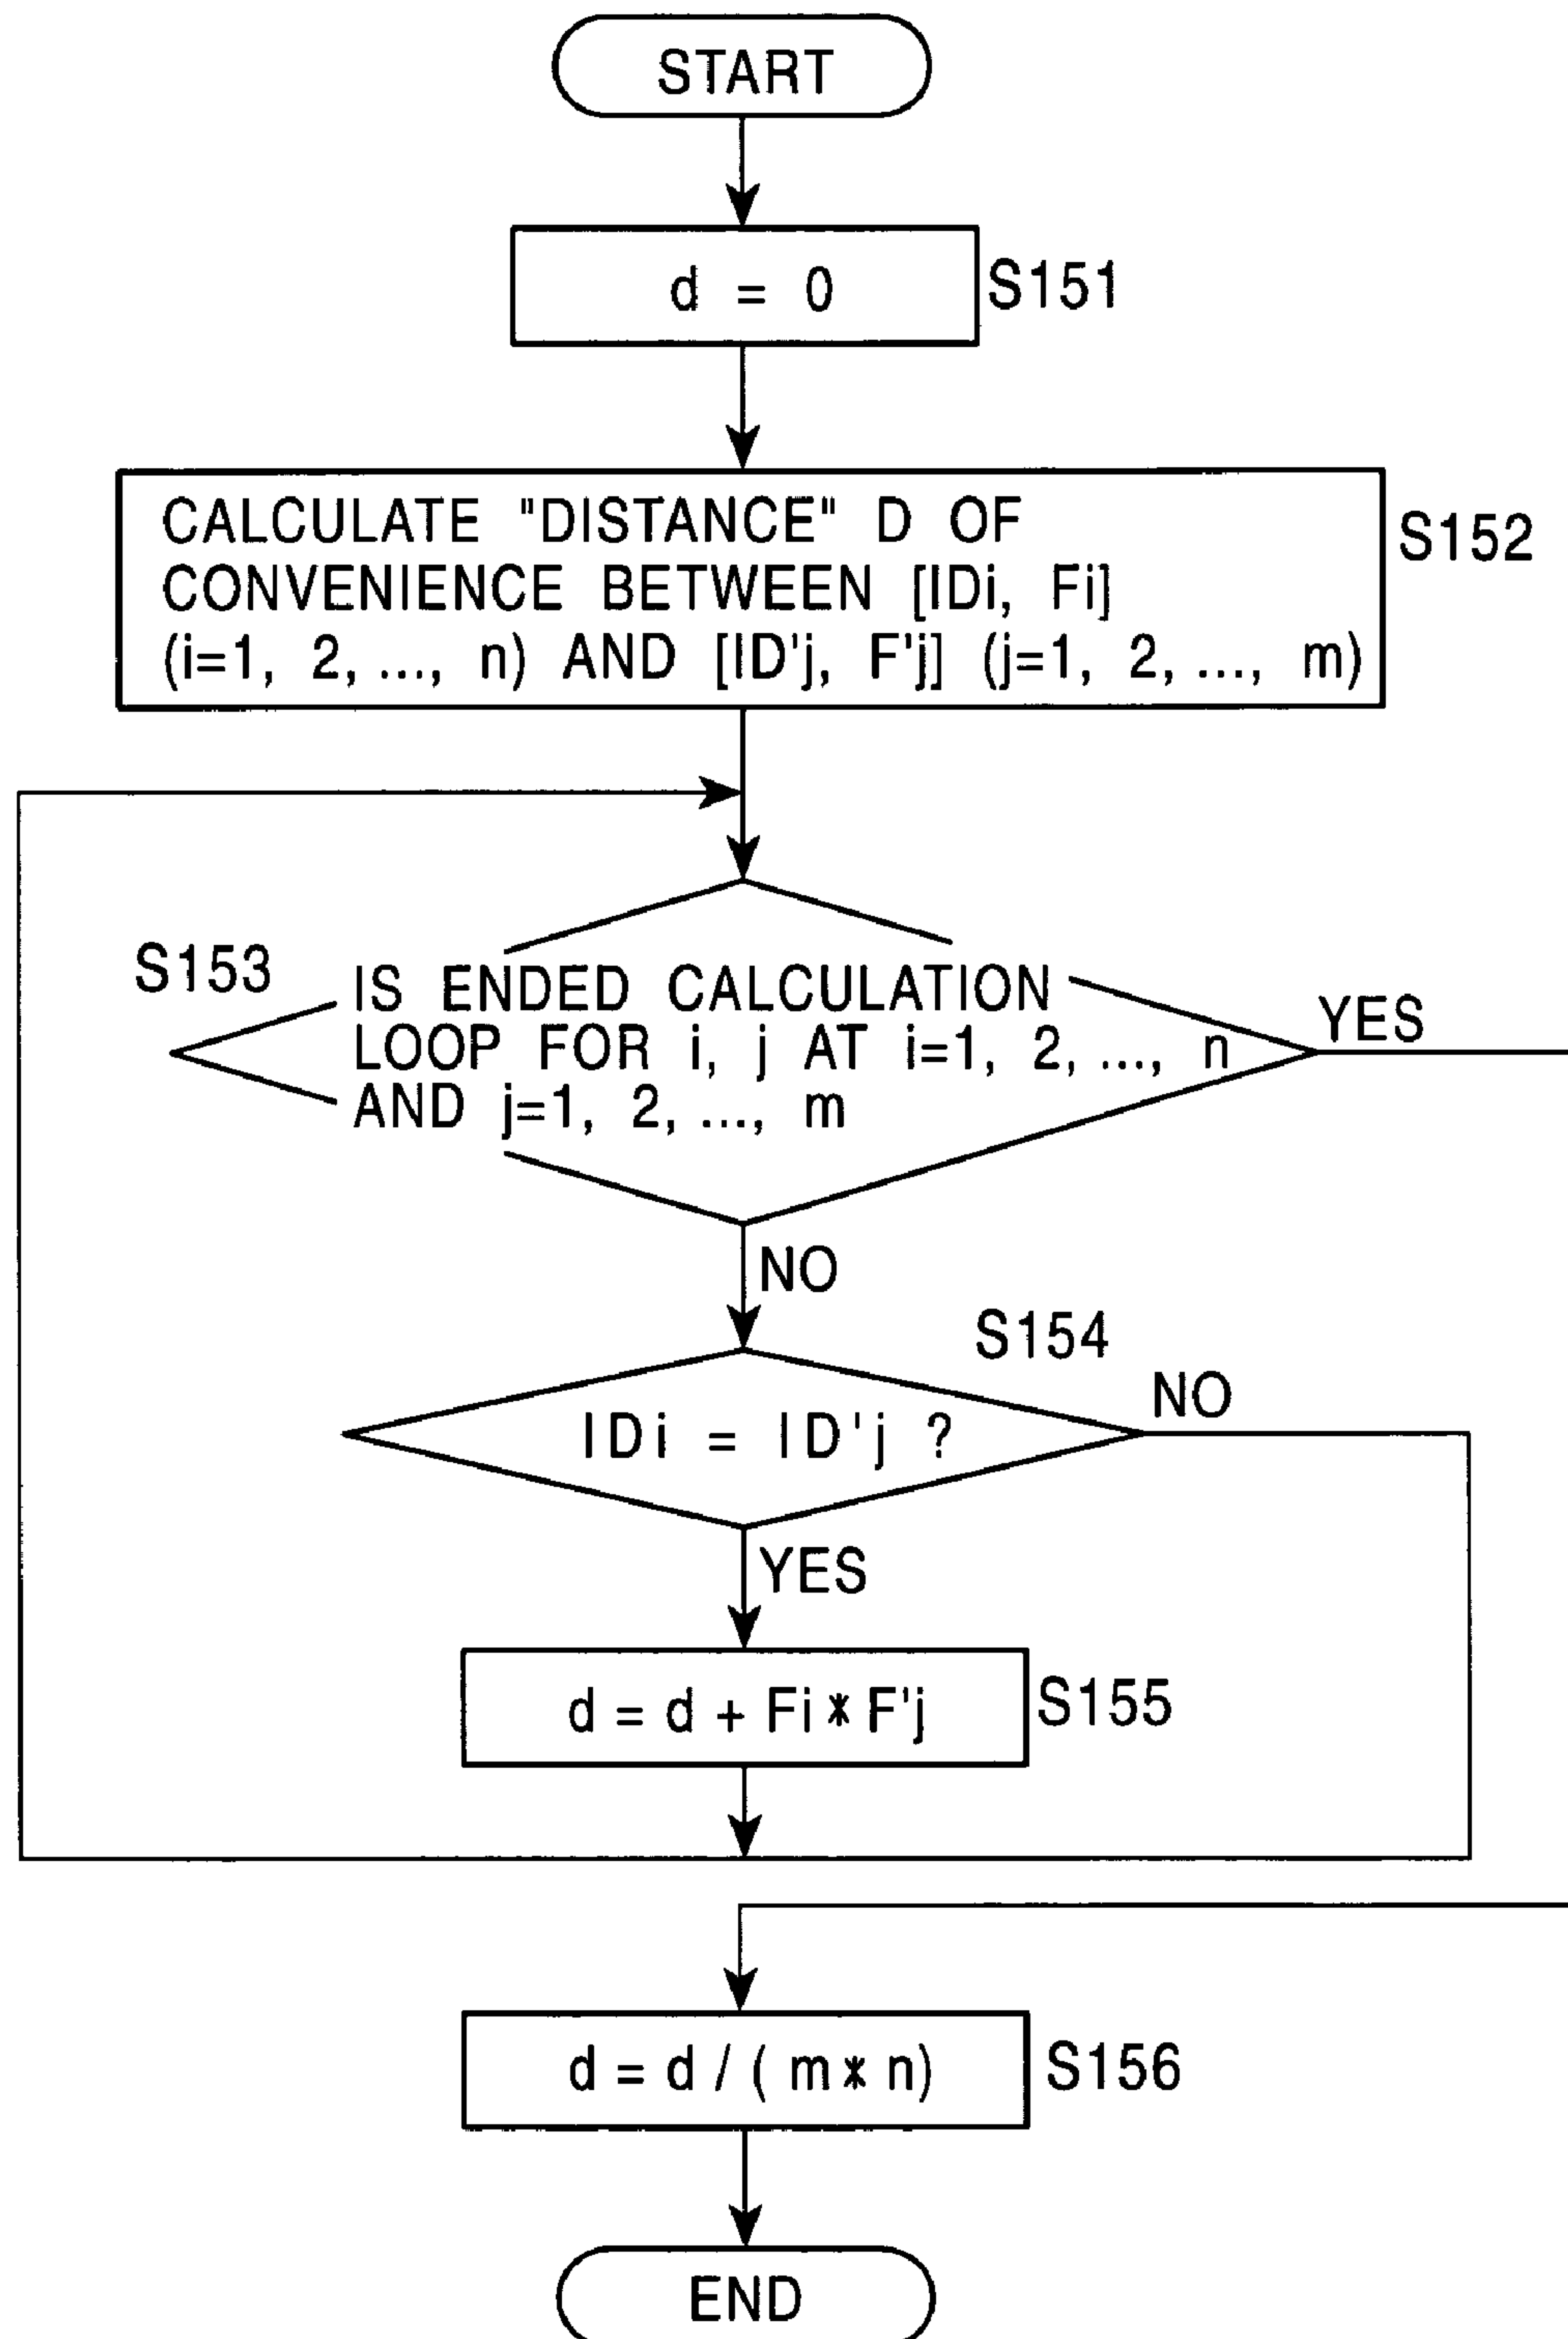 START
d = 0
S151
CALCULATE "DISTANCE" D OF
CONVENIENCE BETWEEN [IDi, Fi]
(i=1, 2, ..., n) AND [ID'j, F'j] (j=1, 2, ..., m)
S152
S153
IS ENDED CALCULATION
LOOP FOR i, j AT i=1, 2, ..., n
AND j=1, 2, ..., m
YES
NO
S154
IDi = ID'j ?
NO
YES
d = d + Fi * F'j
S155
d = d / ( m * n)
S156
END